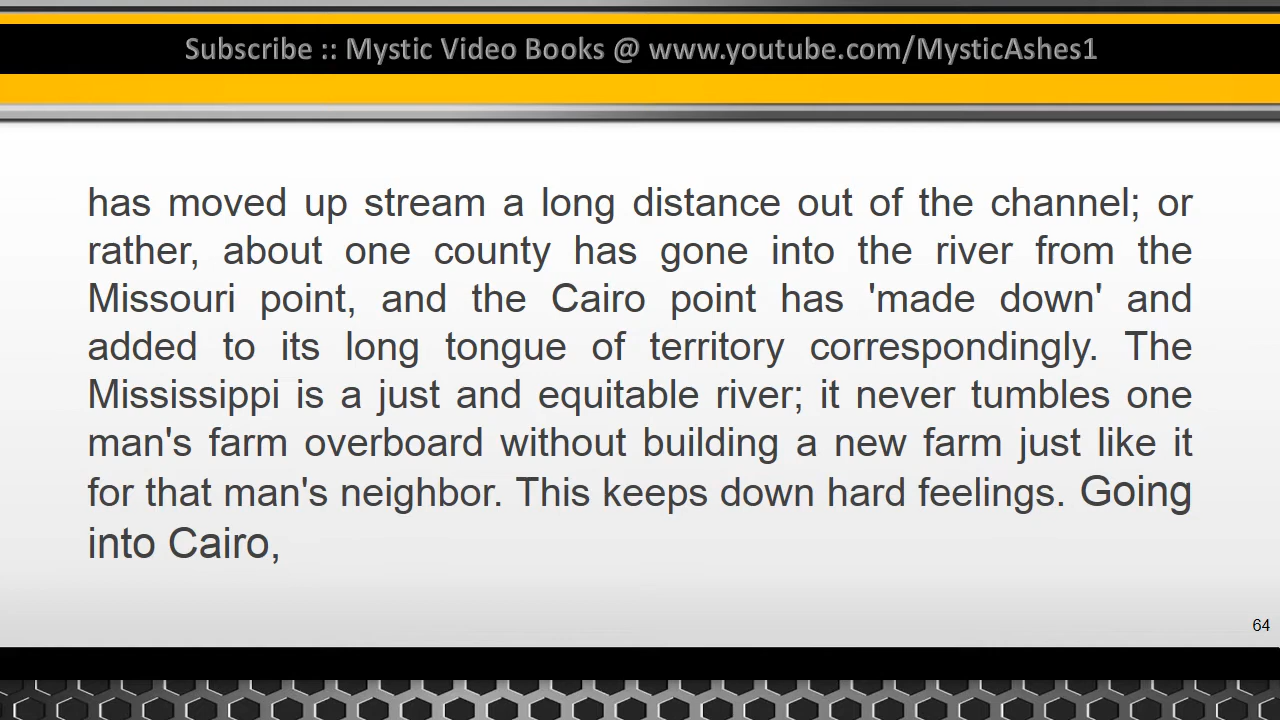 Subscribe :: Mystic Video Books @ www.youtube.com/MysticAshes1
has moved up stream a long distance out of the channel; or
rather, about one county has gone into the river from the
Missouri point, and the Cairo point has 'made down' and
added to its long tongue of territory correspondingly. The
Mississippi is a just and equitable river; it never tumbles one
man's farm overboard without building a new farm just like it
for that man's neighbor. This keeps down hard feelings. Going
into Cairo,
64